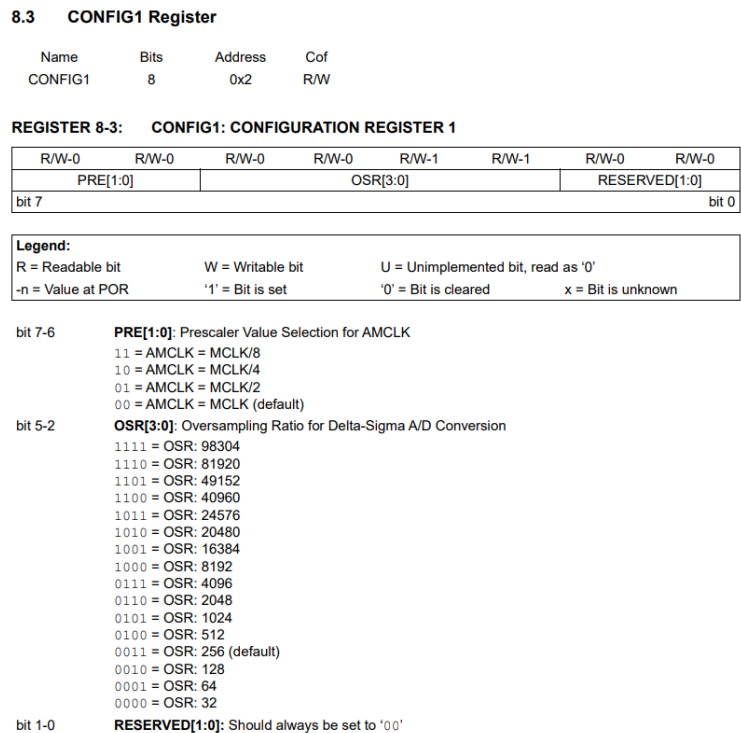 8.3 CONFIG1 Register
Name Bits Address Cof
CONFIG1 8 0x2 R/W
REGISTER 8-3: CONFIG1: CONFIGURATION REGISTER 1
R/W-0 R/W-0 R/W-0 R/W-0 R/W-1 R/W-1 R/W-0 R/W-0
PRE[1:0] OSR[3:0] RESERVED[1:0]
bit 7 bit 0
Legend:
R = Readable bit W = Writable bit U = Unimplemented bit, read as ‘0’
-n = Value at POR ‘1’ = Bit is set ‘0’ = Bit is cleared x = Bit is unknown
bit 7-6 PRE[1:0]: Prescaler Value Selection for AMCLK
11 = AMCLK = MCLK/8
10 = AMCLK = MCLK/4
01 = AMCLK = MCLK/2
00 = AMCLK = MCLK (default)
bit 5-2 OSR[3:0]: Oversampling Ratio for Delta-Sigma A/D Conversion
1111 = OSR: 98304
1110 = OSR: 81920
1101 = OSR: 49152
1100 = OSR: 40960
1011 = OSR: 24576
1010 = OSR: 20480
1001 = OSR: 16384
1000 = OSR: 8192
0111 = OSR: 4096
0110 = OSR: 2048
0101 = OSR: 1024
0100 = OSR: 512
0011 = OSR: 256 (default)
0010 = OSR: 128
0001 = OSR: 64
0000 = OSR: 32
bit 1-0 RESERVED[1:0]: Should always be set to ‘00’